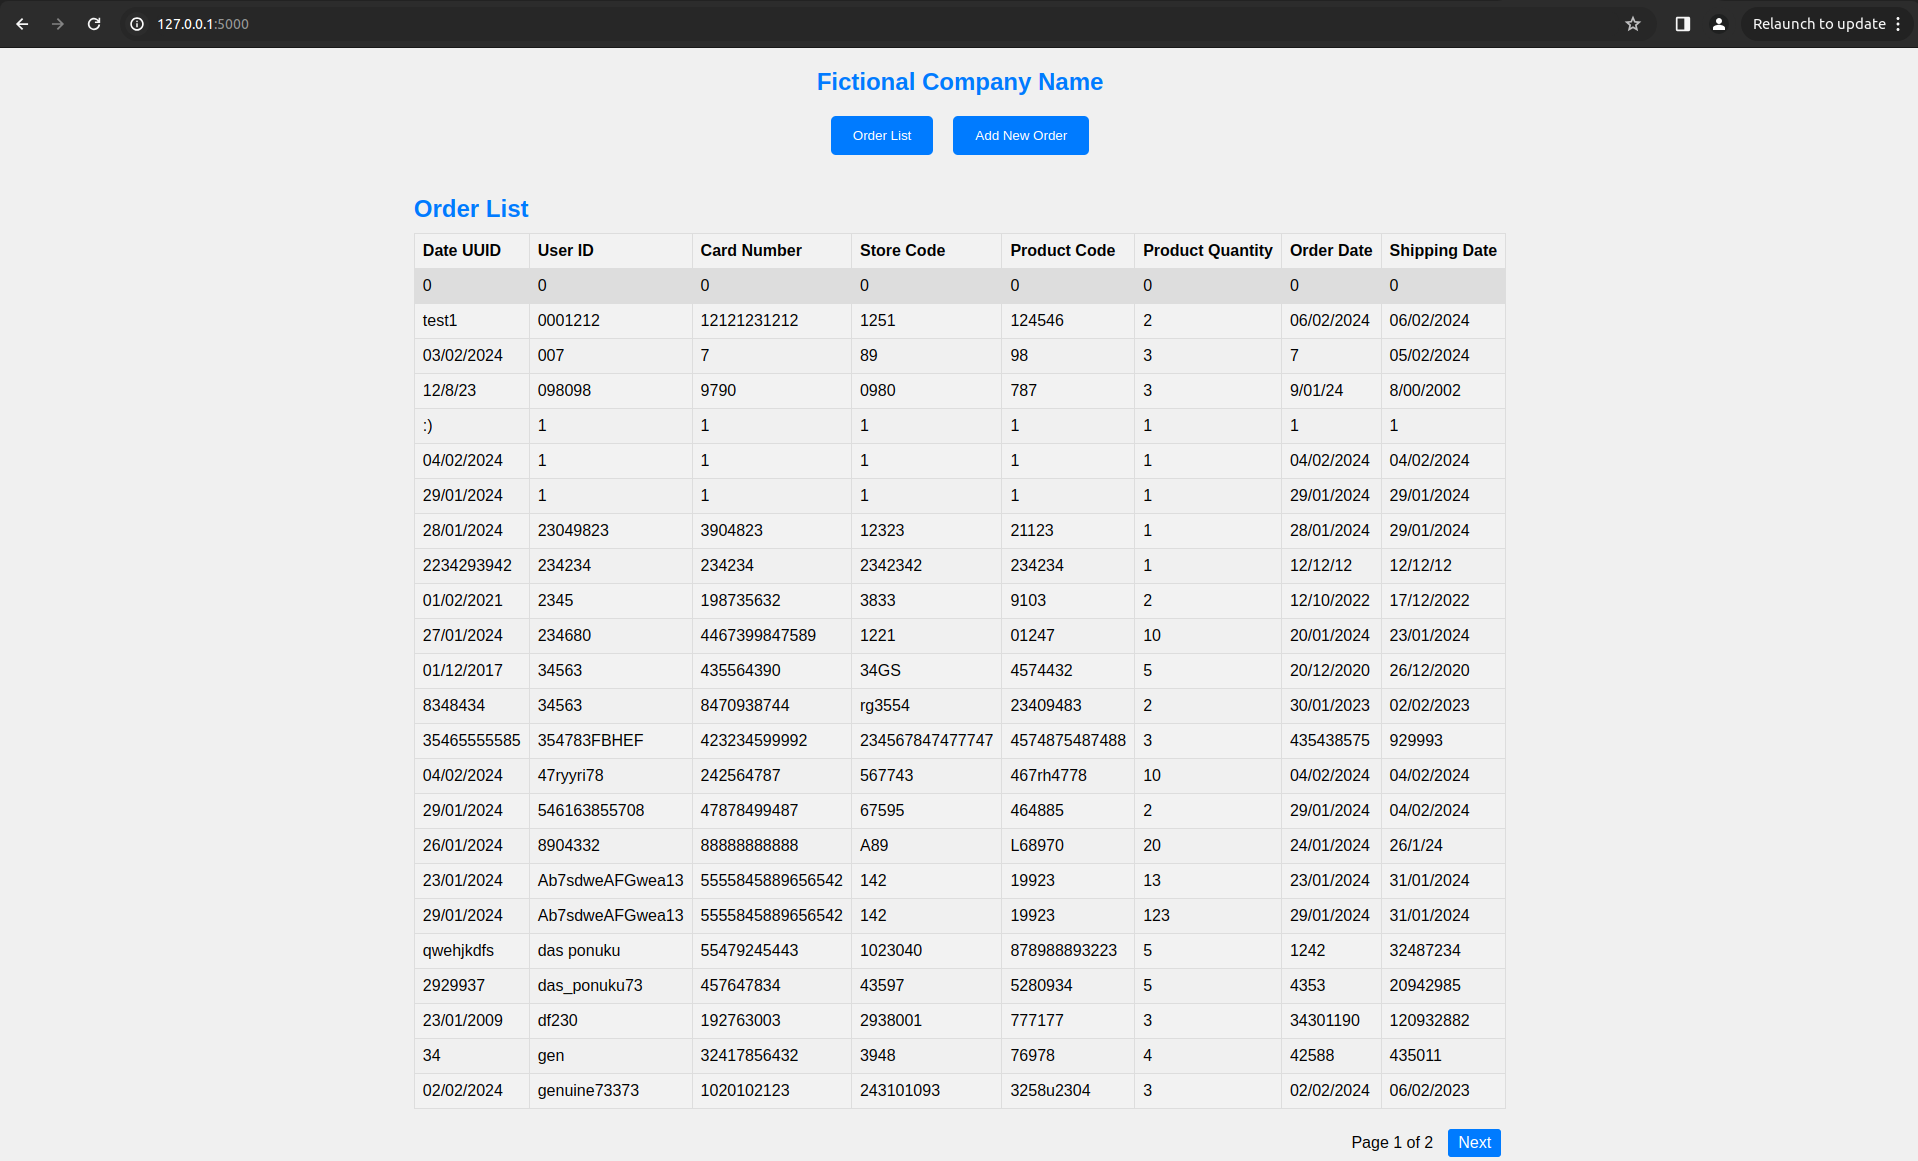 127.0.0.1:5000 Relaunch to update
Fictional Company Name
Order List Add New Order
Order List
Date UUID User ID Card Number Store Code Product Code Product Quantity Order Date Shipping Date
0 0 0 0 0 0 0 0
test1 0001212 12121231212 1251 124546 2 06/02/2024 06/02/2024
03/02/2024 007 7 89 98 3 7 05/02/2024
12/8/23 098098 9790 0980 787 3 9/01/24 8/00/2002
:) 1 1 1 1 1 1 1
04/02/2024 1 1 1 1 1 04/02/2024 04/02/2024
29/01/2024 1 1 1 1 1 29/01/2024 29/01/2024
28/01/2024 23049823 3904823 12323 21123 1 28/01/2024 29/01/2024
2234293942 234234 234234 2342342 234234 1 12/12/12 12/12/12
01/02/2021 2345 198735632 3833 9103 2 12/10/2022 17/12/2022
27/01/2024 234680 4467399847589 1221 01247 10 20/01/2024 23/01/2024
01/12/2017 34563 435564390 34GS 4574432 5 20/12/2020 26/12/2020
8348434 34563 8470938744 rg3554 23409483 2 30/01/2023 02/02/2023
35465555585 354783FBHEF 423234599992 234567847477747 4574875487488 3 435438575 929993
04/02/2024 47ryyri78 242564787 567743 467rh4778 10 04/02/2024 04/02/2024
29/01/2024 546163855708 47878499487 67595 464885 2 29/01/2024 04/02/2024
26/01/2024 8904332 88888888888 A89 L68970 20 24/01/2024 26/1/24
23/01/2024 Ab7sdweAFGwea13 5555845889656542 142 19923 13 23/01/2024 31/01/2024
29/01/2024 Ab7sdweAFGwea13 5555845889656542 142 19923 123 29/01/2024 31/01/2024
qwehjkdfs das ponuku 55479245443 1023040 878988893223 5 1242 32487234
2929937 das_ponuku73 457647834 43597 5280934 5 4353 20942985
23/01/2009 df230 192763003 2938001 777177 3 34301190 120932882
34 gen 32417856432 3948 76978 4 42588 435011
02/02/2024 genuine73373 1020102123 243101093 3258u2304 3 02/02/2024 06/02/2023
Page 1 of 2 Next